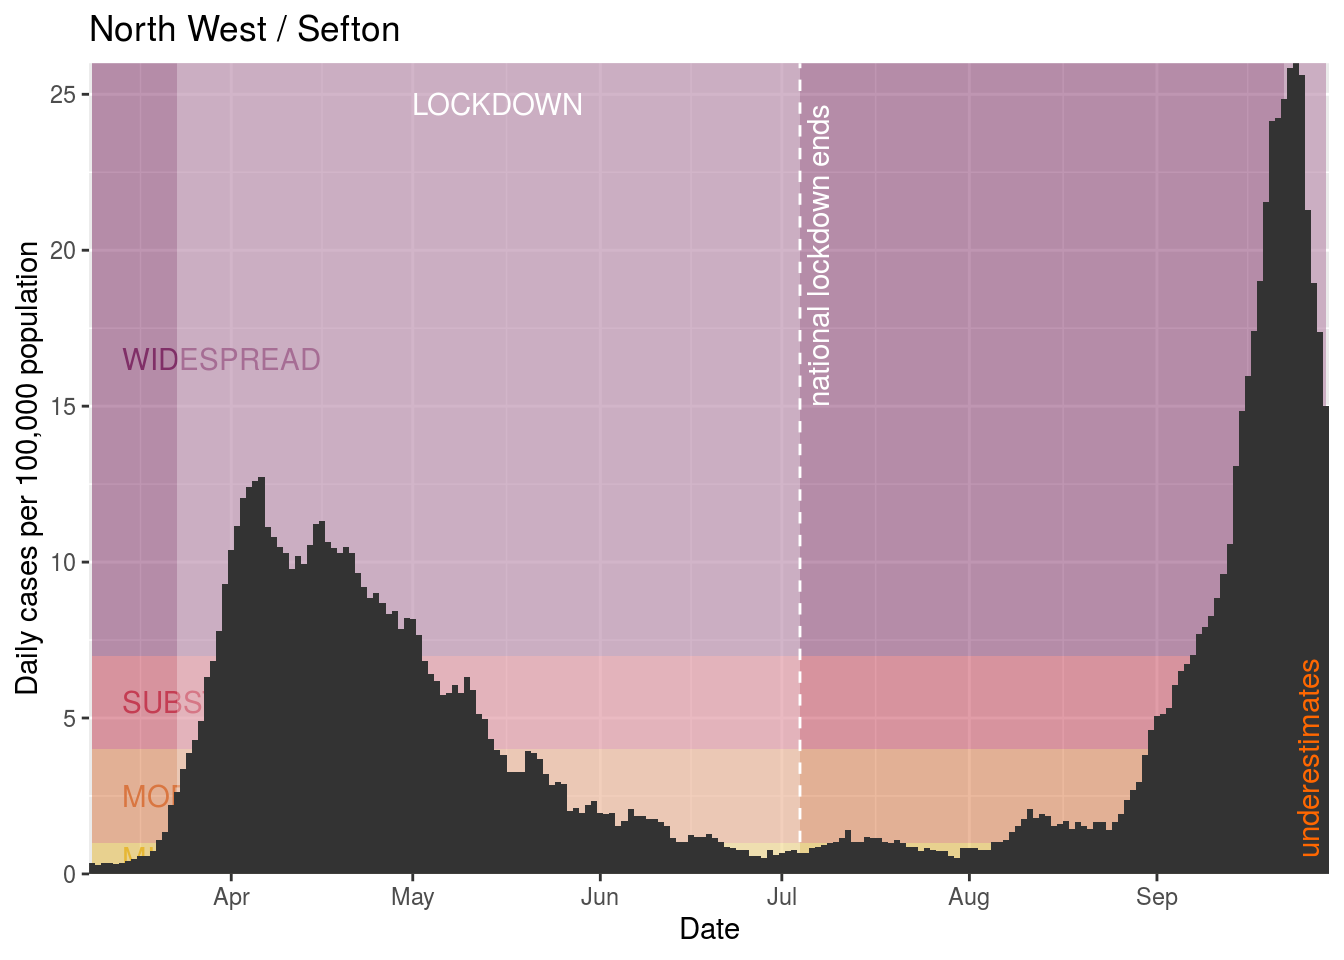 North West / Sefton
Daily cases per 100,000 population
25
20
15
10
5
0
LOCKDOWN
national lockdown ends
WIDESPREAD
underestimates
Apr
May
Jun
Jul
Aug
Sep
Date